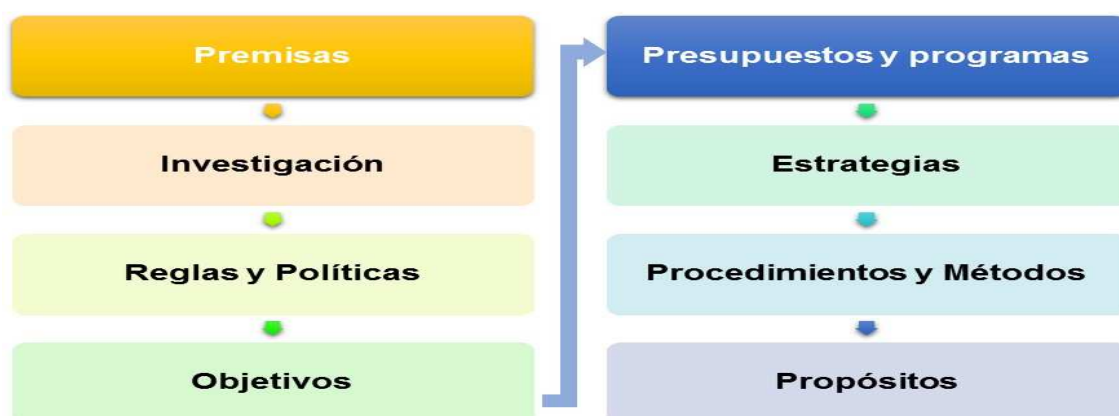 Premisas
Investigación
Reglas y Políticas
Objetivos
Presupuestos y programas
Estrategias
Procedimientos y Métodos
Propósitos